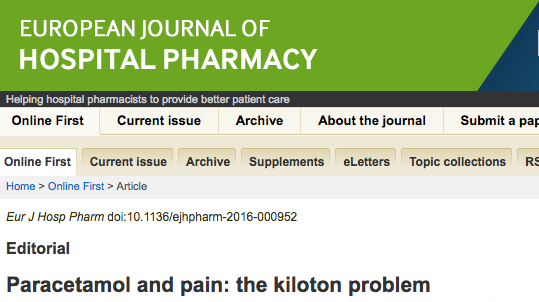 EUROPEAN JOURNAL OF
HOSPITAL PHARMACY
Helping hospital pharmacists to provide better patient care
Online First Current issue Archive About the journal Submit a pap
Online First Current issue Archive Supplements eLetters Topic collections RS
Home > Online First > Article
Eur J Hosp Pharm doi:10.1136/ejhpharm-2016-000952
Editorial
Paracetamol and pain: the kiloton problem